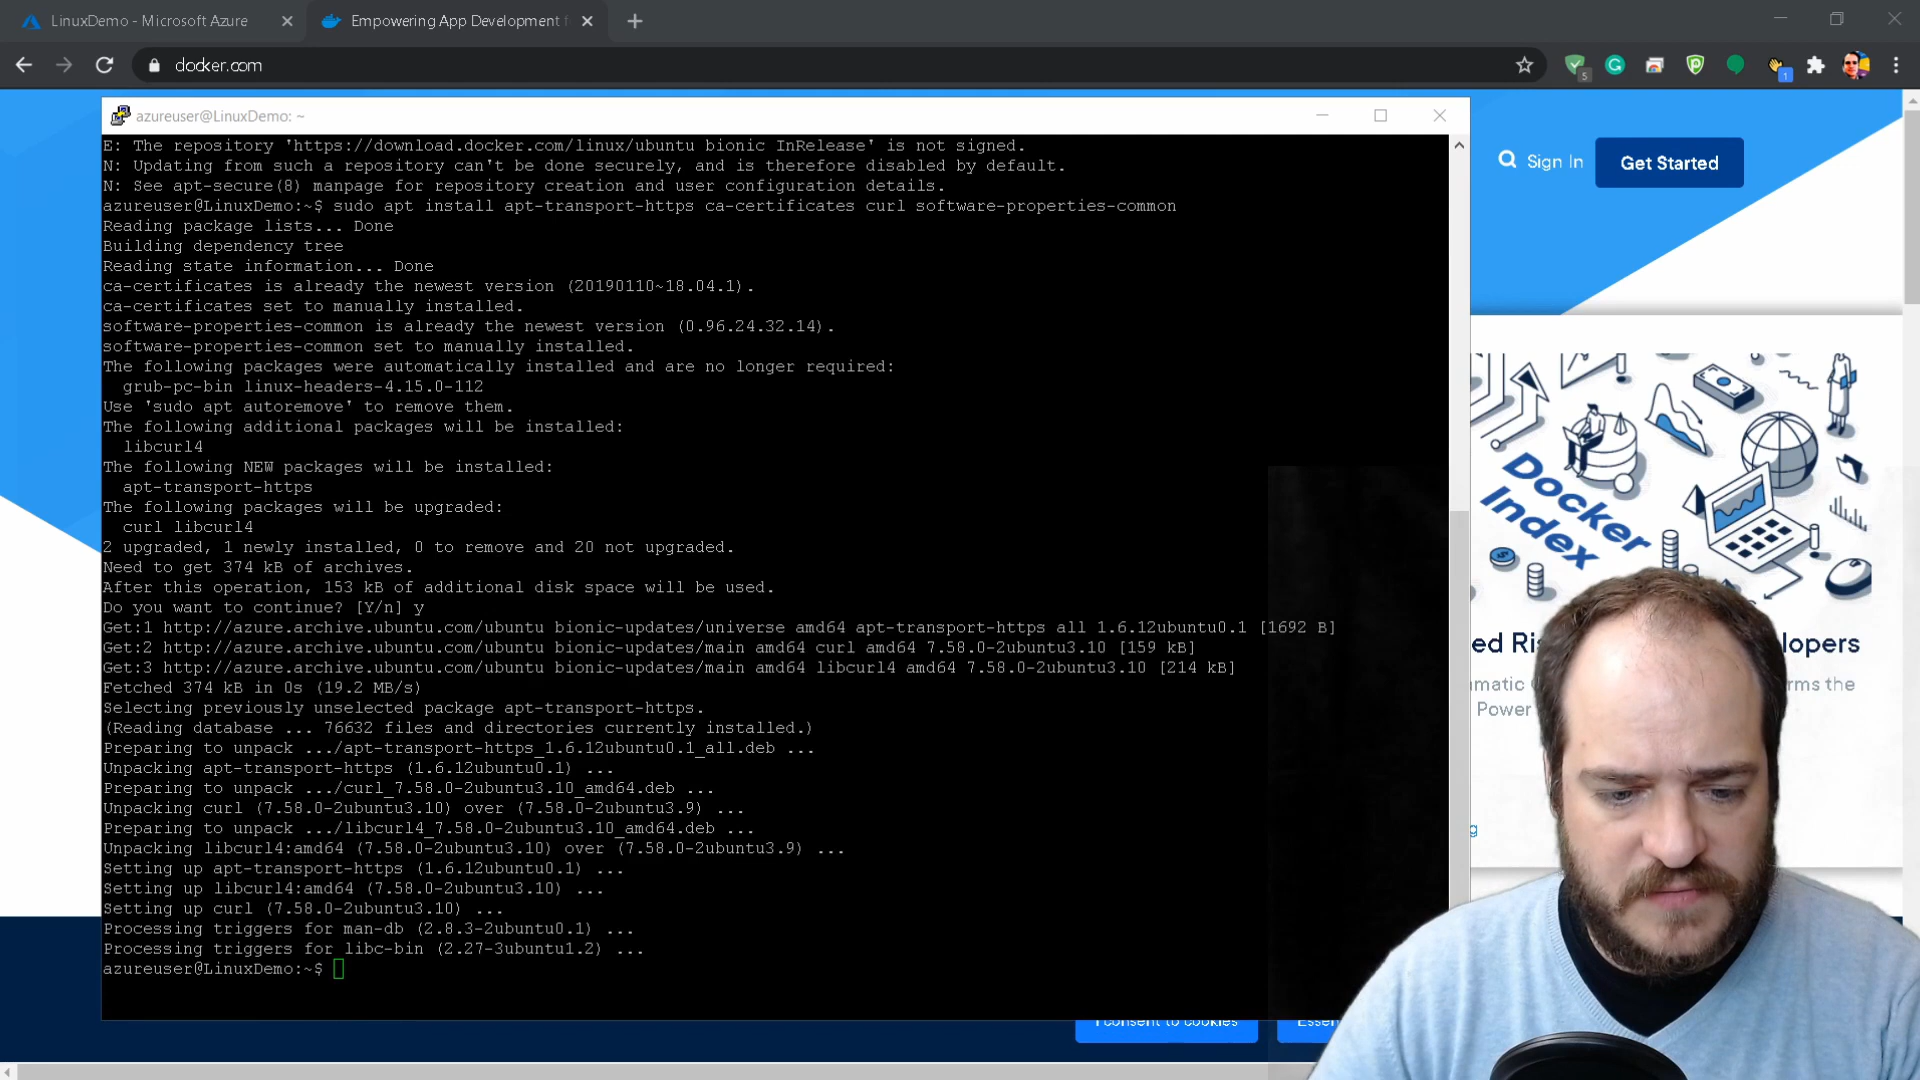 LinuxDemo - Microsoft Azure
Empowering App Development f
docker.com
5
1
azureuser@LinuxDemo: ~
Sign In
Get Started
E: The repository 'https://download.docker.com/linux/ubuntu bionic InRelease' is not signed.
N: Updating from such a repository can't be done securely, and is therefore disabled by default.
N: See apt-secure(8) manpage for repository creation and user configuration details.
azureuser@LinuxDemo:~$ sudo apt install apt-transport-https ca-certificates curl software-properties-common
Reading package lists... Done
Building dependency tree
Reading state information... Done
ca-certificates is already the newest version (20190110~18.04.1).
ca-certificates set to manually installed.
software-properties-common is already the newest version (0.96.24.32.14).
software-properties-common set to manually installed.
The following packages were automatically installed and are no longer required:
grub-pc-bin linux-headers-4.15.0-112
Use 'sudo apt autoremove' to remove them.
The following additional packages will be installed:
libcurl4
The following NEW packages will be installed:
apt-transport-https
The following packages will be upgraded:
curl libcurl4
2 upgraded, 1 newly installed, 0 to remove and 20 not upgraded.
Need to get 374 kB of archives.
After this operation, 153 kB of additional disk space will be used.
Do you want to continue? [Y/n] y
Get:1 http://azure.archive.ubuntu.com/ubuntu bionic-updates/universe amd64 apt-transport-https all 1.6.12ubuntu0.1 [1692 B]
Get:2 http://azure.archive.ubuntu.com/ubuntu bionic-updates/main amd64 curl amd64 7.58.0-2ubuntu3.10 [159 kB]
Get:3 http://azure.archive.ubuntu.com/ubuntu bionic-updates/main amd64 libcurl4 amd64 7.58.0-2ubuntu3.10 [214 kB]
Fetched 374 kB in 0s (19.2 MB/s)
Selecting previously unselected package apt-transport-https.
(Reading database ... 76632 files and directories currently installed.)
Preparing to unpack .../apt-transport-https_1.6.12ubuntu0.1_all.deb ...
Unpacking apt-transport-https (1.6.12ubuntu0.1) ...
Preparing to unpack .../curl_7.58.0-2ubuntu3.10_amd64.deb ...
Unpacking curl (7.58.0-2ubuntu3.10) over (7.58.0-2ubuntu3.9) ...
Preparing to unpack .../libcurl4_7.58.0-2ubuntu3.10_amd64.deb ...
Unpacking libcurl4:amd64 (7.58.0-2ubuntu3.10) over (7.58.0-2ubuntu3.9) ...
Setting up apt-transport-https (1.6.12ubuntu0.1) ...
Setting up libcurl4:amd64 (7.58.0-2ubuntu3.10) ...
Setting up curl (7.58.0-2ubuntu3.10) ...
Processing triggers for man-db (2.8.3-2ubuntu0.1) ...
Processing triggers for libc-bin (2.27-3ubuntu1.2) ...
azureuser@LinuxDemo:~$
Docker
Index
ed Ri lopers
matic rms the
Power
g
I consent to cookies
Essen